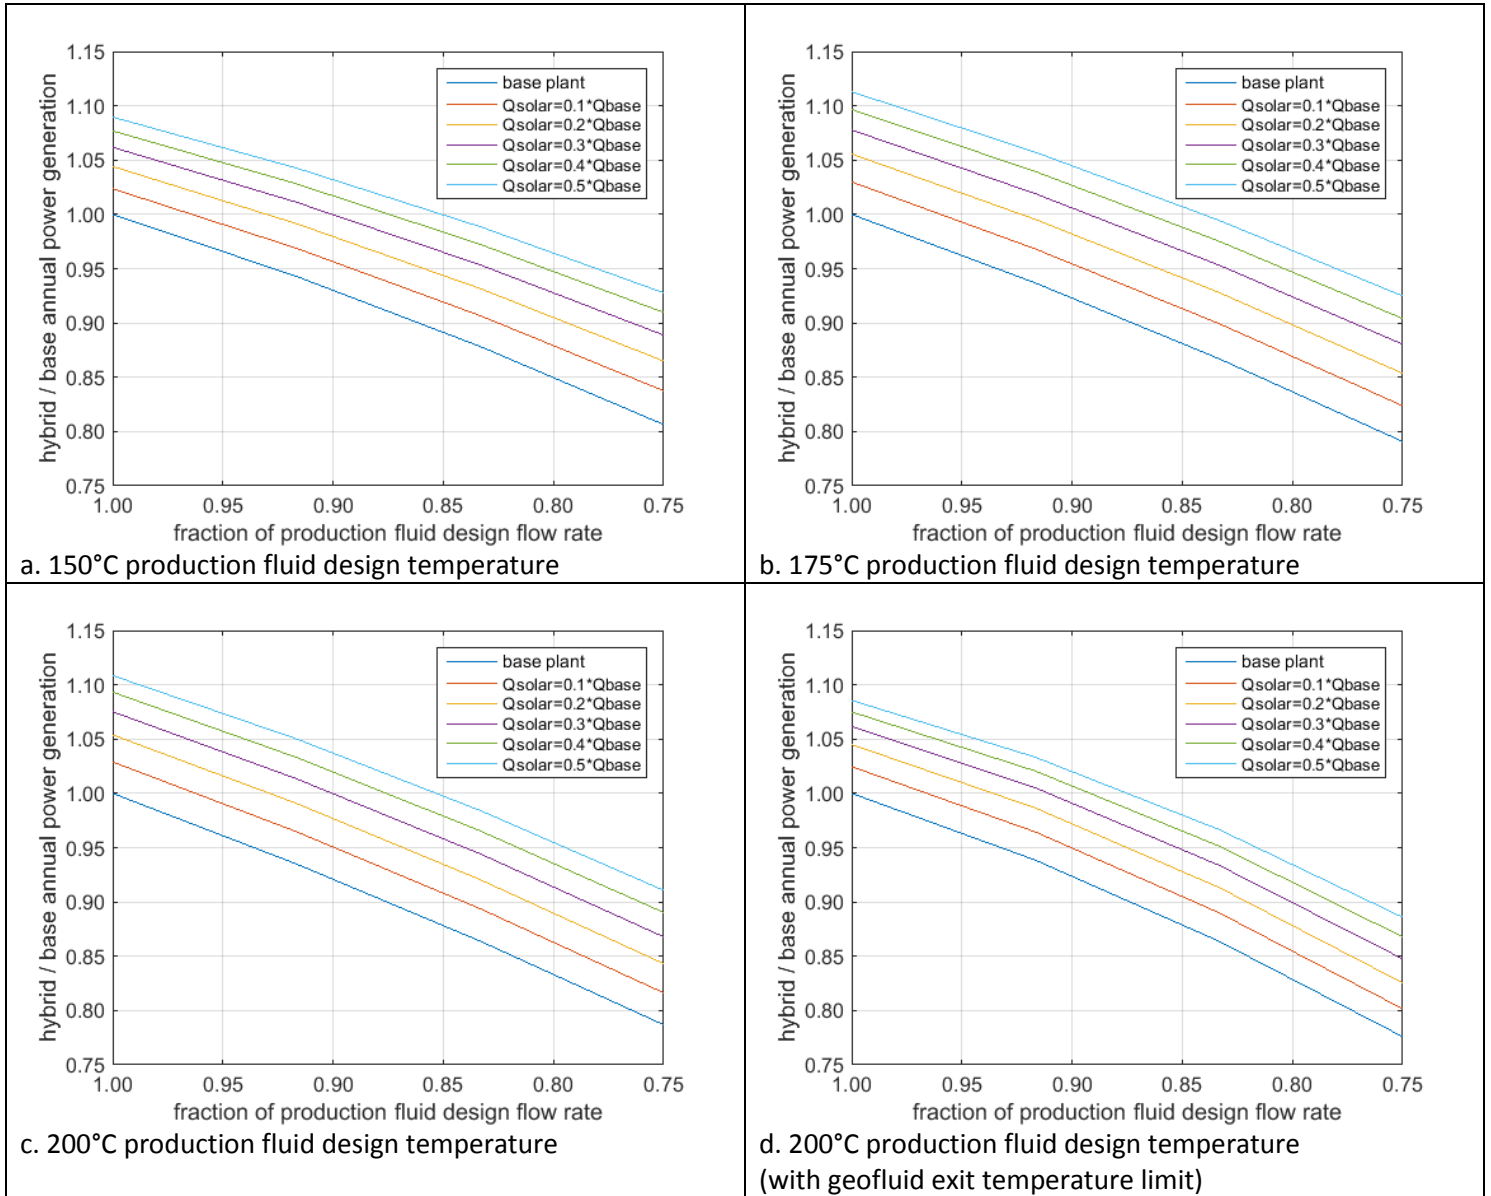 1.15
1.10
1.05
1.00
0.95
0.90
0.85
0.80
0.75
hybrid / base annual power generation
base plant
Qsolar=0.1*Qbase
Qsolar=0.2*Qbase
Qsolar=0.3*Qbase
Qsolar=0.4*Qbase
Qsolar=0.5*Qbase
1.00 0.95 0.90 0.85 0.80 0.75
fraction of production fluid design flow rate
a. 150°C production fluid design temperature
1.15
1.10
1.05
1.00
0.95
0.90
0.85
0.80
0.75
hybrid / base annual power generation
base plant
Qsolar=0.1*Qbase
Qsolar=0.2*Qbase
Qsolar=0.3*Qbase
Qsolar=0.4*Qbase
Qsolar=0.5*Qbase
1.00 0.95 0.90 0.85 0.80 0.75
fraction of production fluid design flow rate
b. 175°C production fluid design temperature
1.15
1.10
1.05
1.00
0.95
0.90
0.85
0.80
0.75
hybrid / base annual power generation
base plant
Qsolar=0.1*Qbase
Qsolar=0.2*Qbase
Qsolar=0.3*Qbase
Qsolar=0.4*Qbase
Qsolar=0.5*Qbase
1.00 0.95 0.90 0.85 0.80 0.75
fraction of production fluid design flow rate
c. 200°C production fluid design temperature
1.15
1.10
1.05
1.00
0.95
0.90
0.85
0.80
0.75
hybrid / base annual power generation
base plant
Qsolar=0.1*Qbase
Qsolar=0.2*Qbase
Qsolar=0.3*Qbase
Qsolar=0.4*Qbase
Qsolar=0.5*Qbase
1.00 0.95 0.90 0.85 0.80 0.75
fraction of production fluid design flow rate
d. 200°C production fluid design temperature
(with geofluid exit temperature limit)